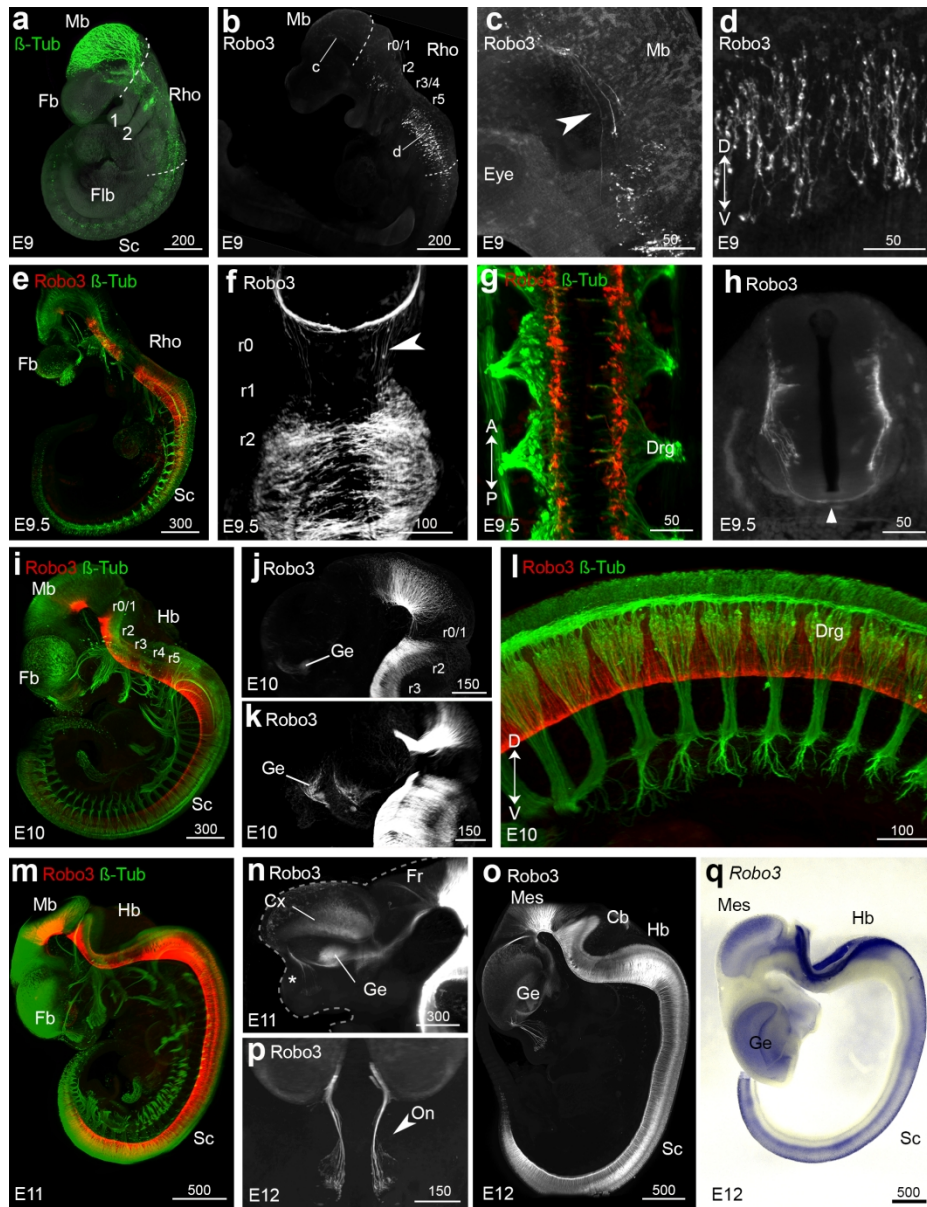 a
Mb
ß-Tub
Fb
Rho
1
2
Flb
Sc
E9
200
b
Mb
Robo3
c
r0/1
Rho
r2
r3/4
r5
d
E9
200
c
Robo3
Mb
Eye
E9
50
d
Robo3
D
V
E9
50
e
Robo3 ß-Tub
Rho
Fb
Sc
E9.5
300
f
Robo3
r0
r1
r2
E9.5
100
g
Robo3 ß-Tub
A
P
Drg
E9.5
50
h
Robo3
E9.5
50
i
Robo3 ß-Tub
Mb
r0/1
Hb
r2
r3
r4
r5
Fb
Sc
E10
300
j
Robo3
Ge
r0/1
r2
r3
E10
150
k
Robo3
Ge
E10
150
l
Robo3 ß-Tub
Drg
D
V
E10
100
m
Robo3 ß-Tub
Mb
Hb
Fb
Sc
E11
500
n
Robo3
Fr
Cx
Ge
*
E11
300
o
Robo3
Mes
Cb
Hb
Ge
Sc
E12
500
p
Robo3
On
E12
150
q
Robo3
Mes
Hb
Ge
Sc
E12
500